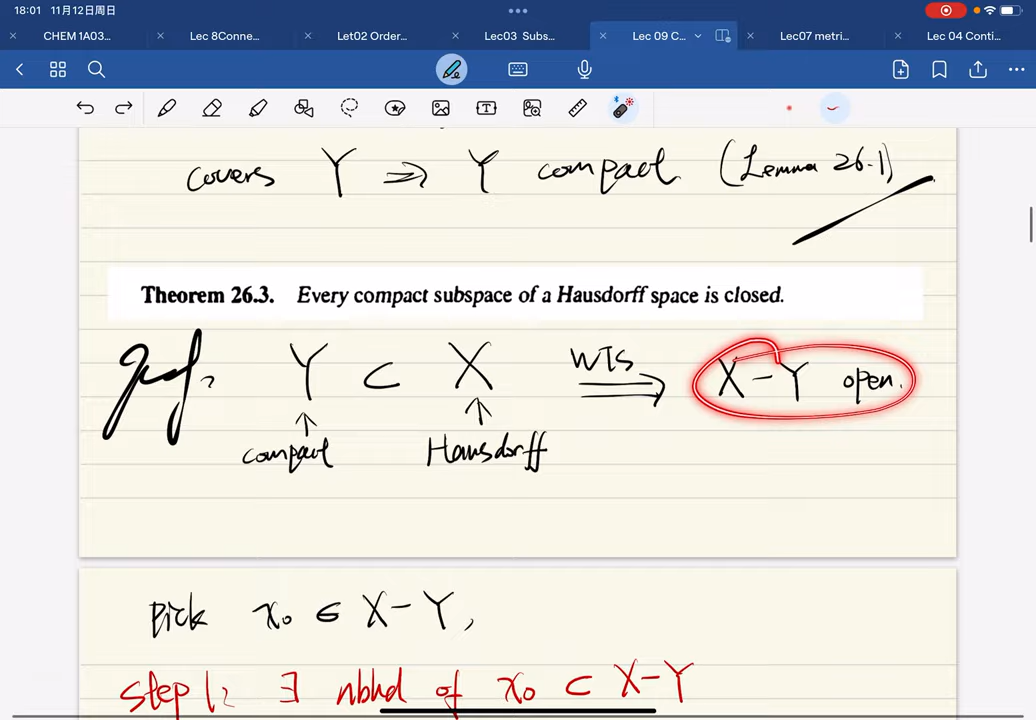 18:01 11月12日周日
CHEM 1A03... Lec 8Conne... Let02 Order... Lec03 Subs... Lec 09 C... Lec07 metri... Lec 04 Conti...
covers Y ⇒ Y compact (Lemma 26.1)
Theorem 26.3. Every compact subspace of a Hausdorff space is closed.
proof: Y ⊂ X WTS X-Y open.
↑ ↑
compact Hausdorff
pick x₀ ∈ X-Y,
step 1: ∃ nbhd of x₀ ⊂ X-Y